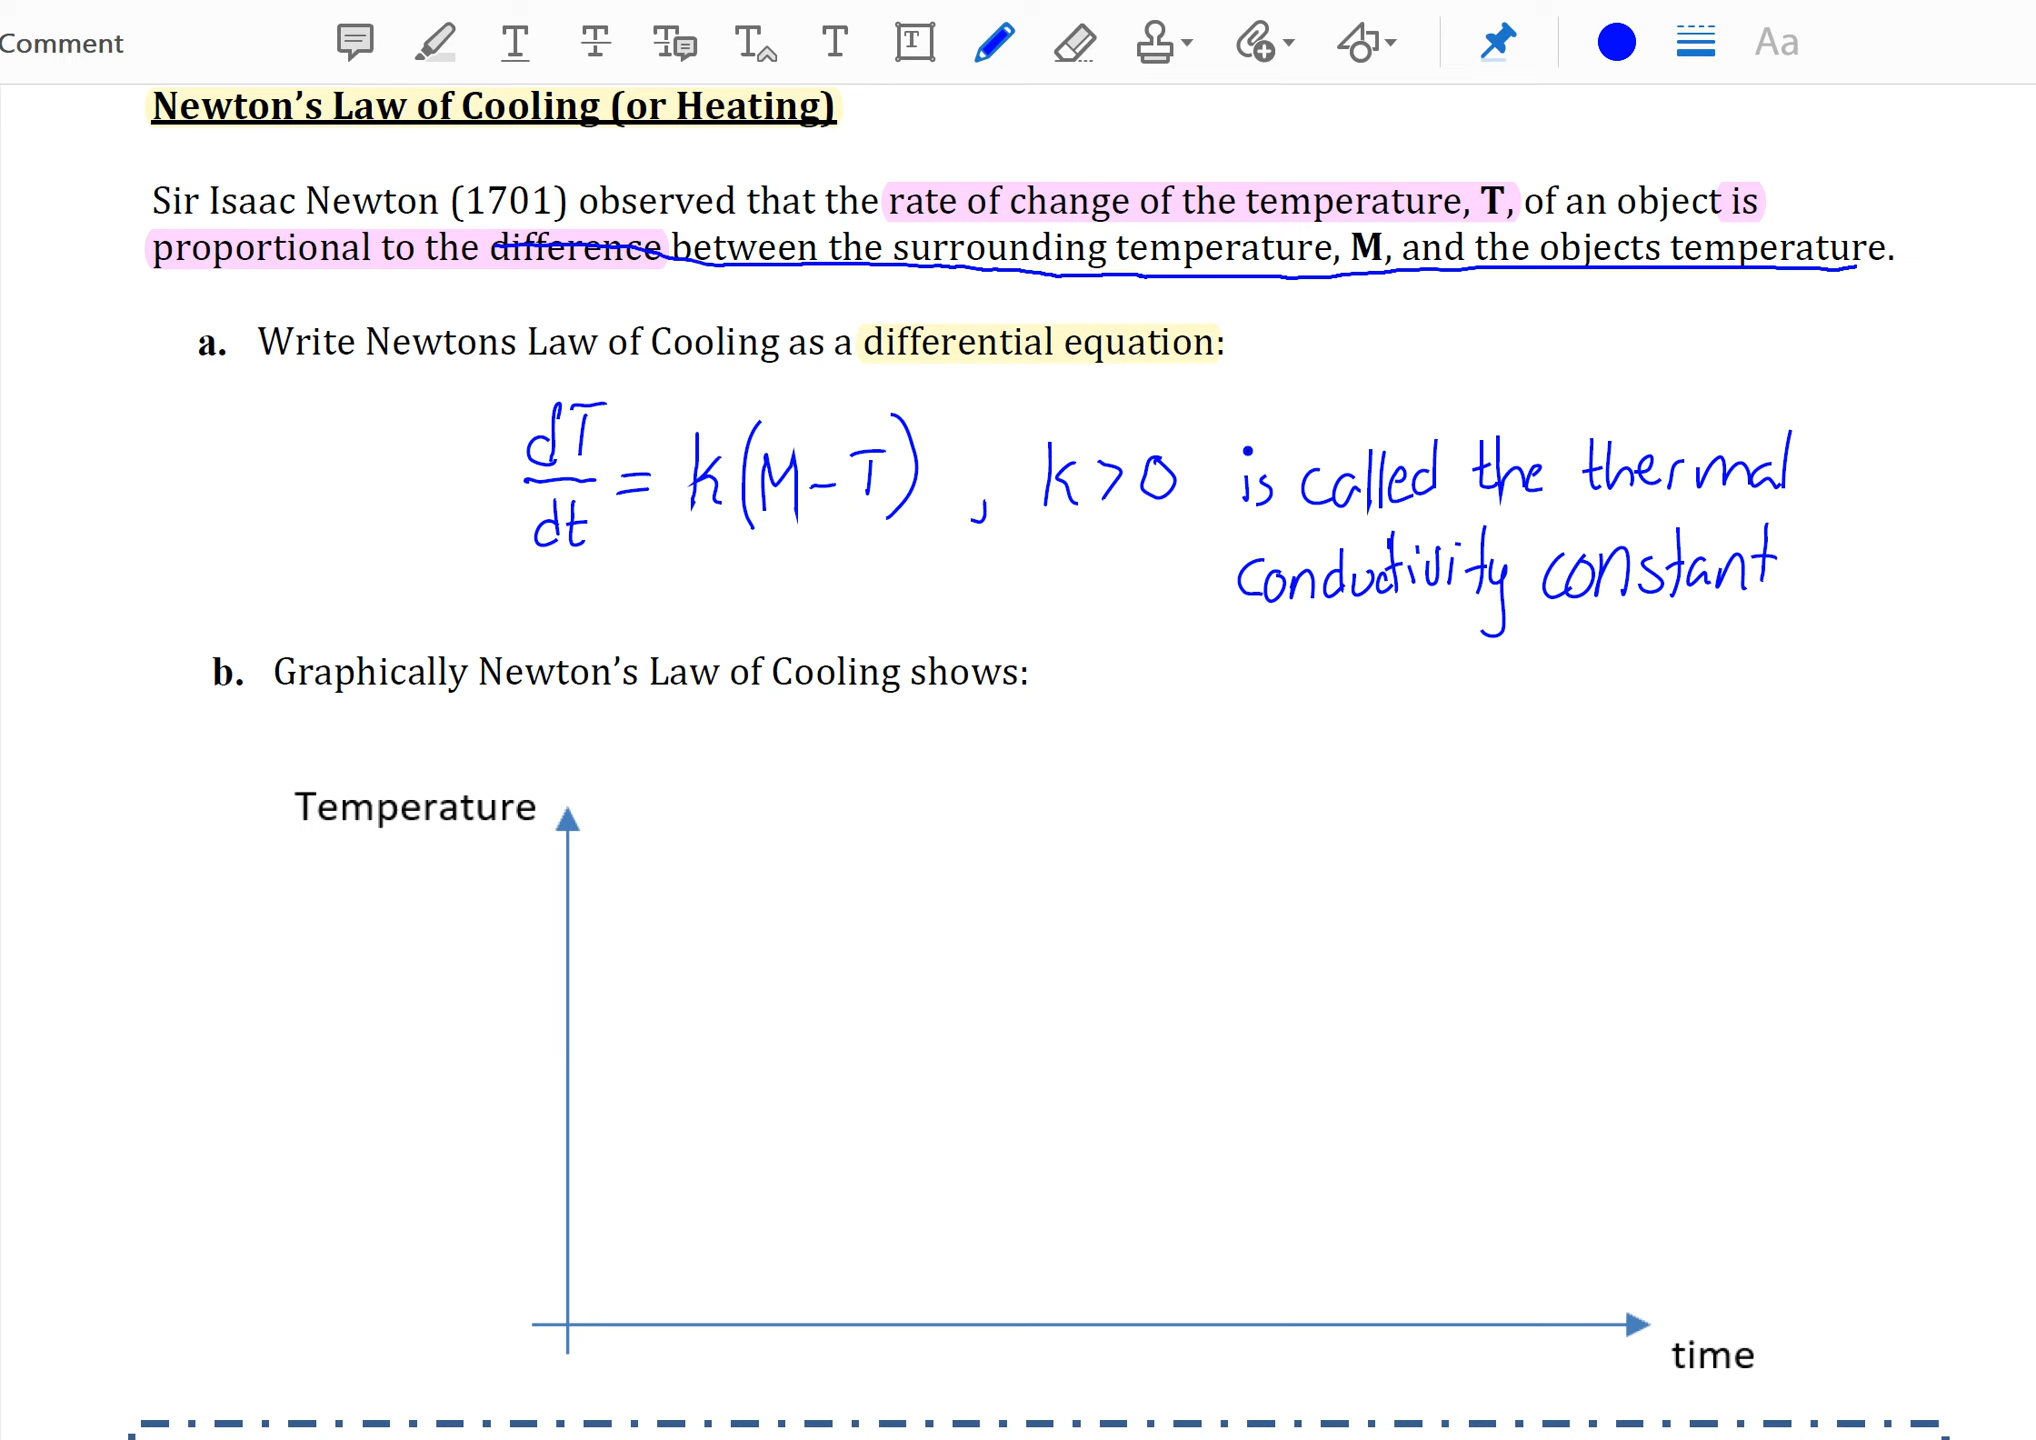 Comment
Aa
Newton’s Law of Cooling (or Heating)
Sir Isaac Newton (1701) observed that the rate of change of the temperature, T, of an object is
proportional to the difference between the surrounding temperature, M, and the objects temperature.
a. Write Newtons Law of Cooling as a differential equation:
dT/dt = k(M-T) , k>0 is called the thermal
conductivity constant
b. Graphically Newton’s Law of Cooling shows:
Temperature
time